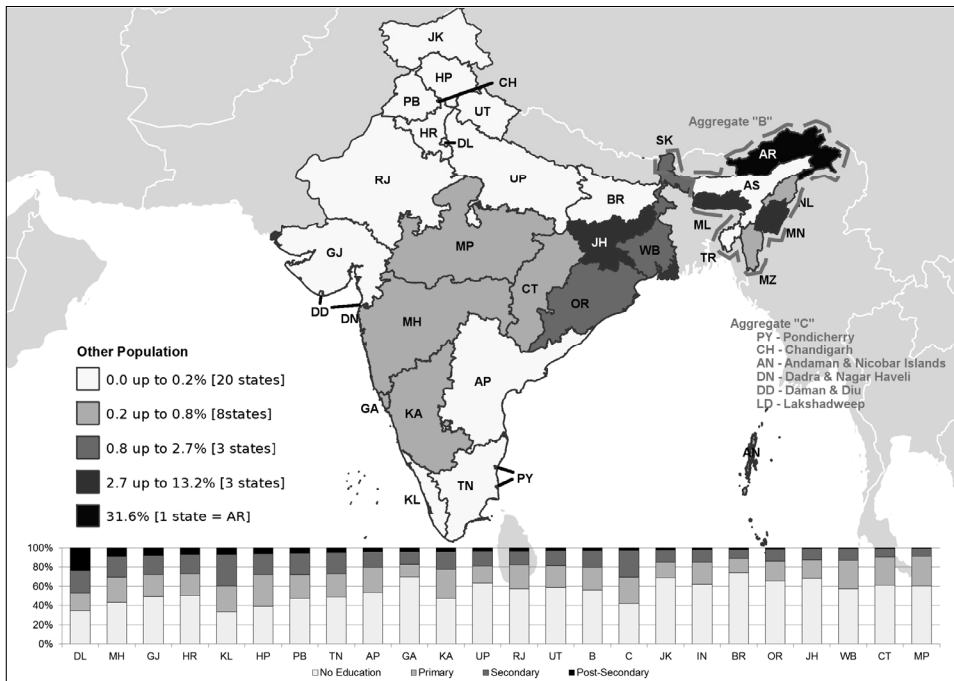 JK
HP
CH
PB
UT
HR
DL
Aggregate "B"
SK
AR
RJ
UP
AS
BR
NL
ML
MN
GJ
MP
JH
WB
TR
MZ
CT
DD
DN
OR
MH
Aggregate "C"
PY - Pondicherry
CH - Chandigarh
AN - Andaman & Nicobar Islands
DN - Dadra & Nagar Haveli
DD - Daman & Diu
LD - Lakshadweep
Other Population
0.0 up to 0.2% [20 states]
0.2 up to 0.8% [8states]
0.8 up to 2.7% [3 states]
2.7 up to 13.2% [3 states]
31.6% [1 state = AR]
AP
GA
KA
AN
PY
TN
KL
100%
80%
60%
40%
20%
0%
DL MH GJ HR KL HP PB TN AP GA KA UP RJ UT B C JK IN BR OR JH WB CT MP
No Education Primary Secondary Post-Secondary